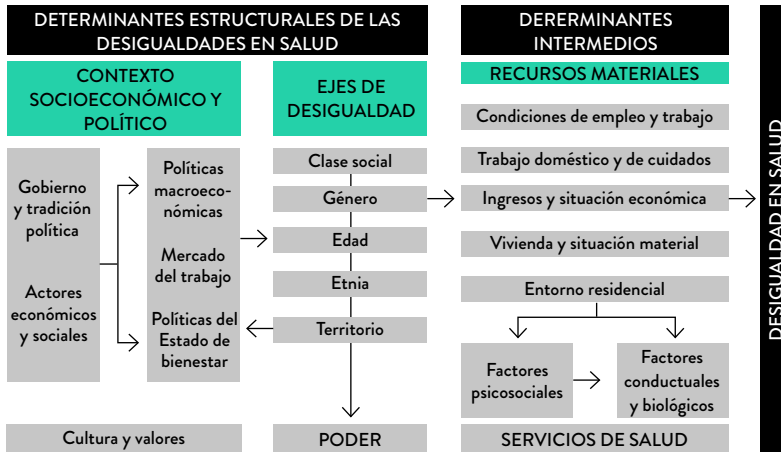 DETERMINANTES ESTRUCTURALES DE LAS
DESIGUALDADES EN SALUD
CONTEXTO
SOCIOECONÓMICO Y
POLÍTICO
Gobierno
y tradición
política
Actores
económicos
y sociales
Políticas
macroeco-
nómicas
Mercado
del trabajo
Políticas del
Estado de
bienestar
Cultura y valores
EJES DE
DESIGUALDAD
Clase social
Género
Edad
Etnia
Territorio
PODER
DERERMINANTES
INTERMEDIOS
RECURSOS MATERIALES
Condiciones de empleo y trabajo
Trabajo doméstico y de cuidados
Ingresos y situación económica
Vivienda y situación material
Entorno residencial
Factores
psicosociales
Factores
conductuales
y biológicos
SERVICIOS DE SALUD
DESIGUALDAD EN SALUD